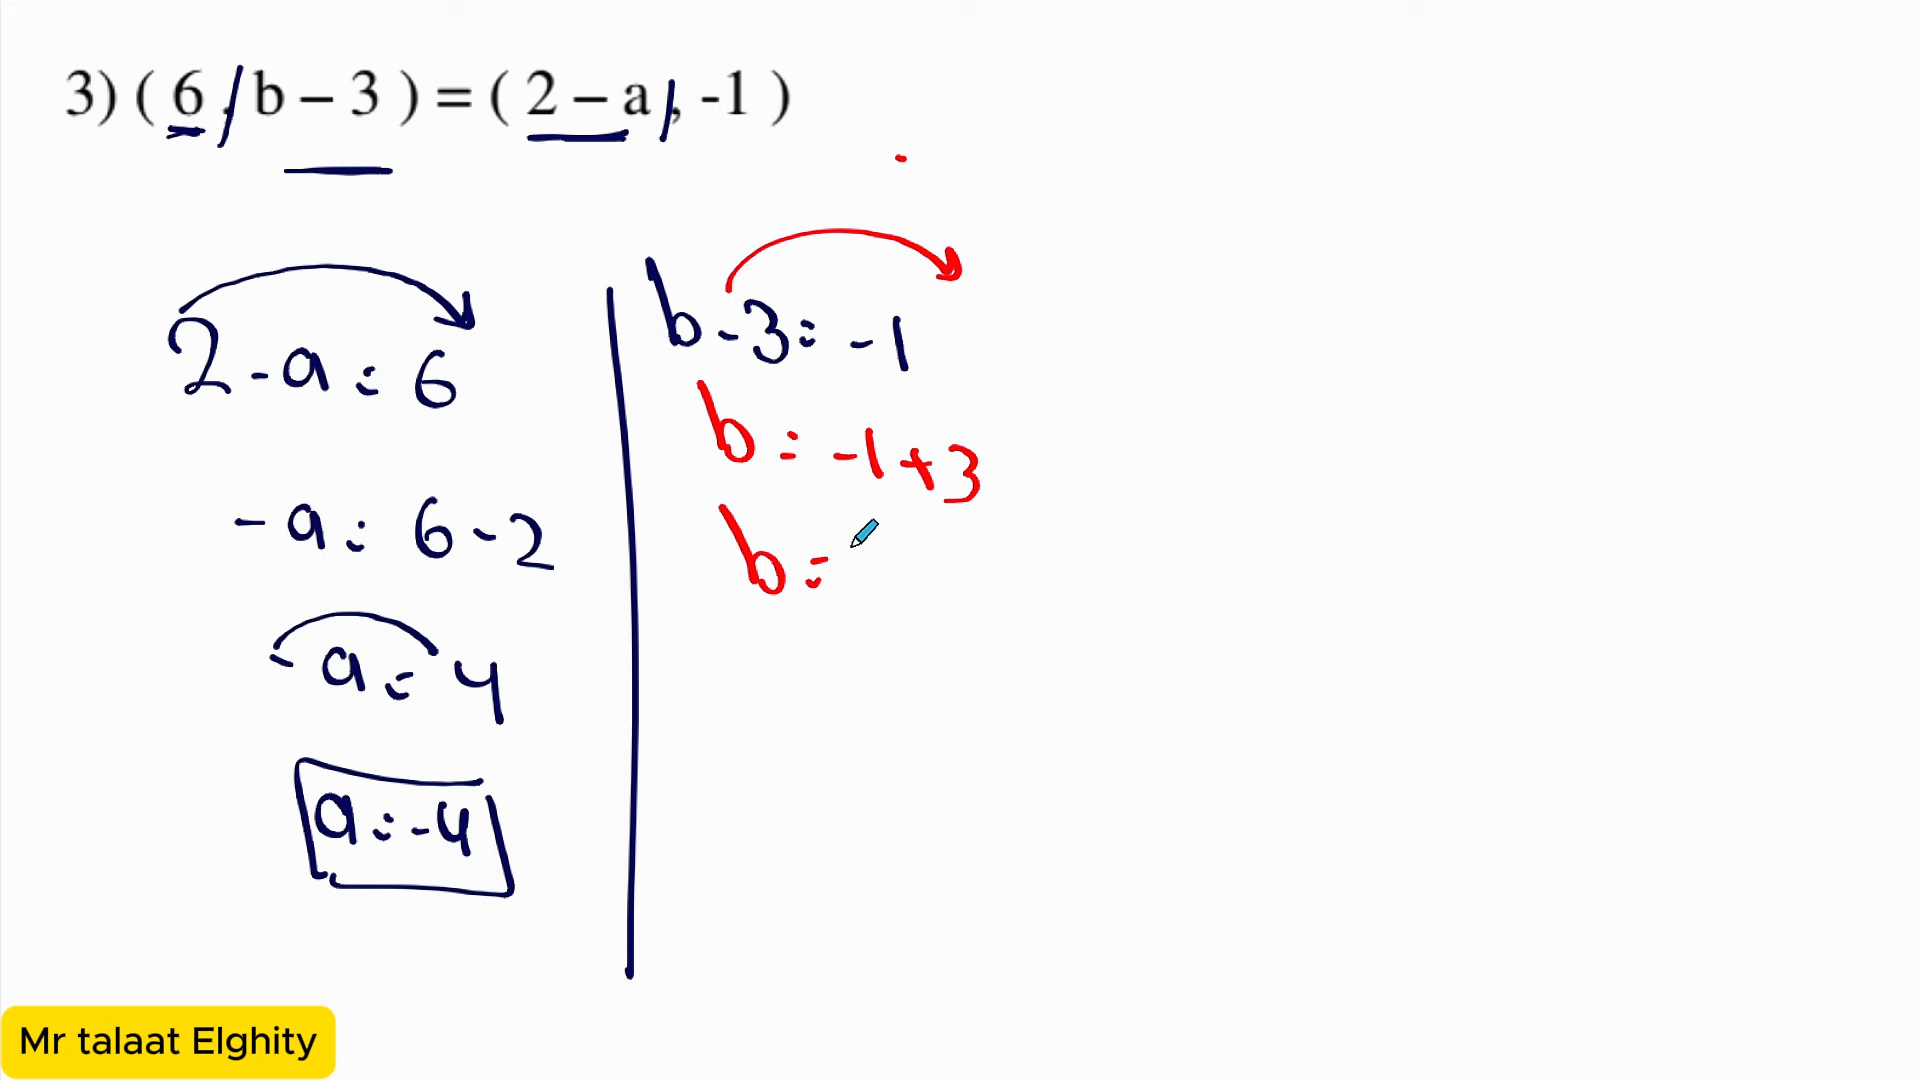 3) ( 6 , b – 3 ) = ( 2 – a , -1 )
2 - a = 6
- a = 6 - 2
- a = 4
a = -4
b - 3 = -1
b = -1 + 3
b =
Mr talaat Elghity